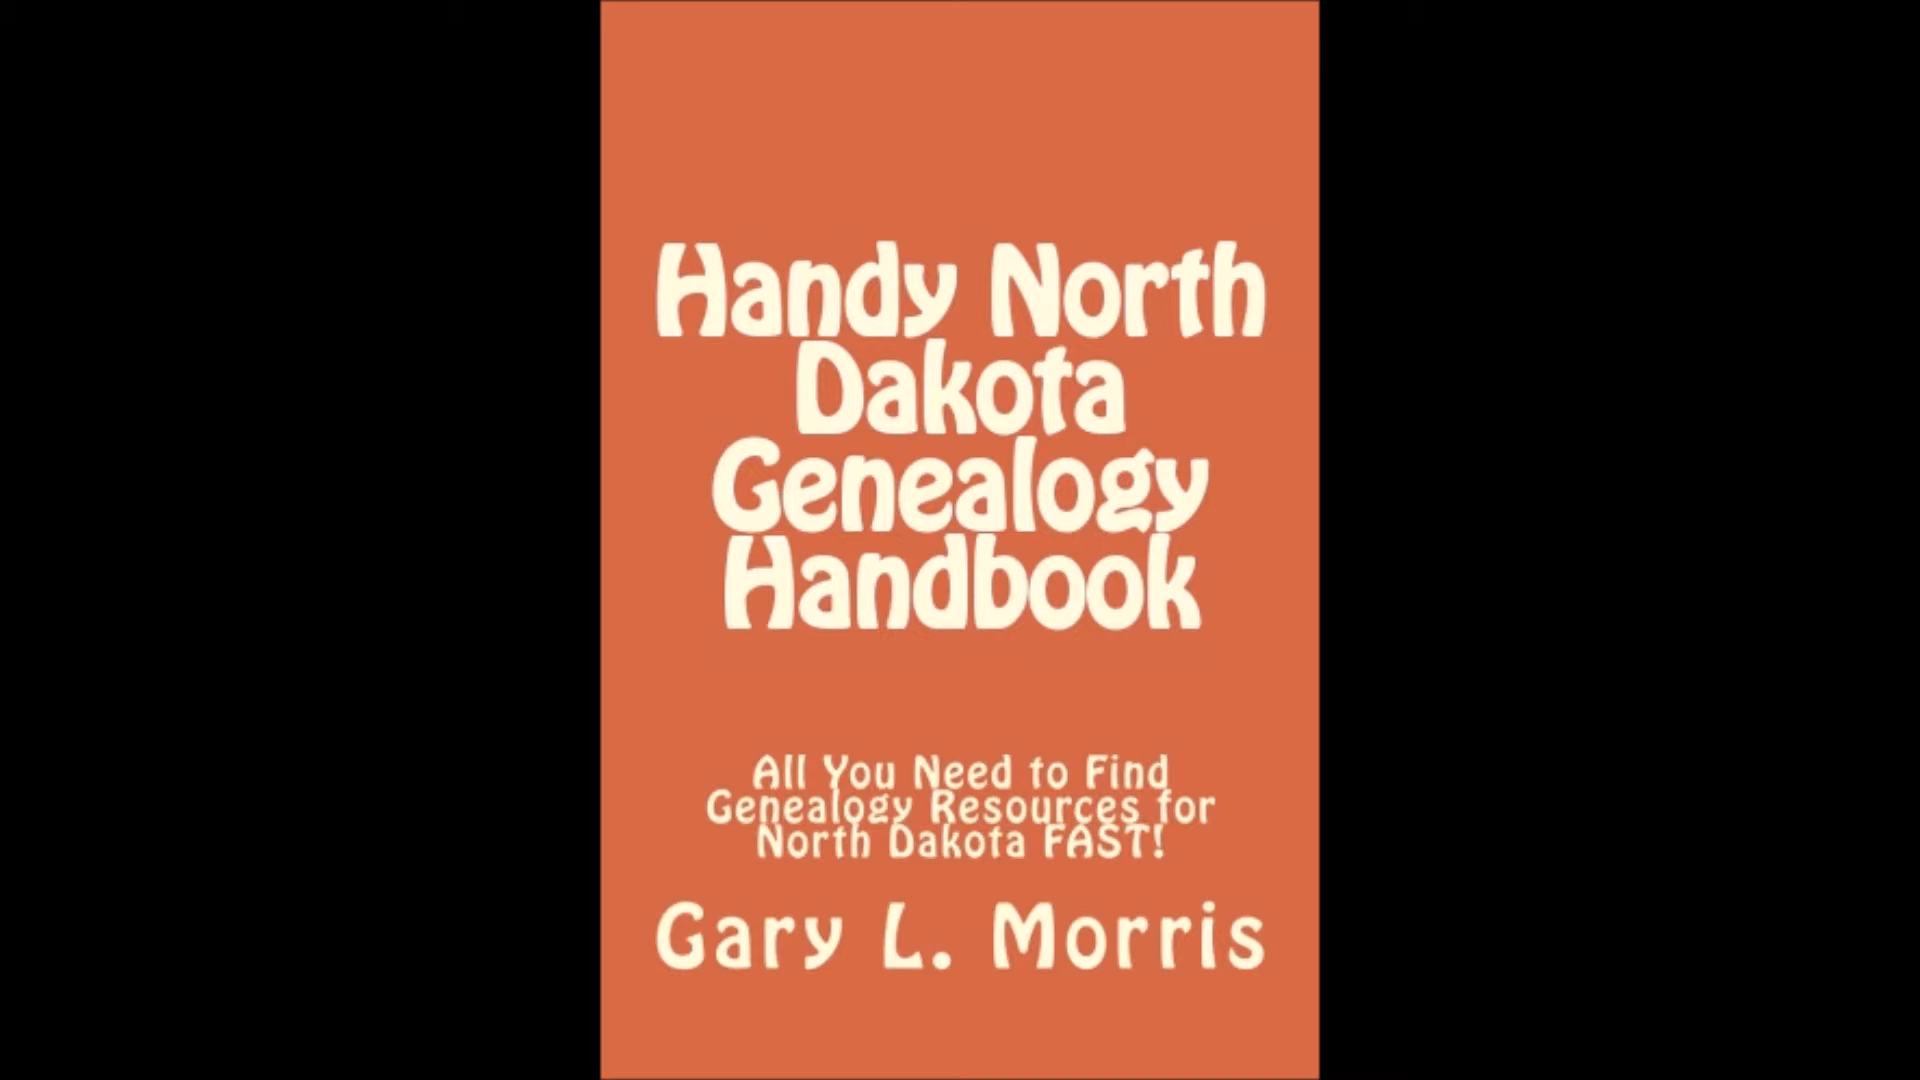 Handy North
Dakota
Genealogy
Handbook
All You Need to Find
Genealogy Resources for
North Dakota FAST!
Gary L. Morris